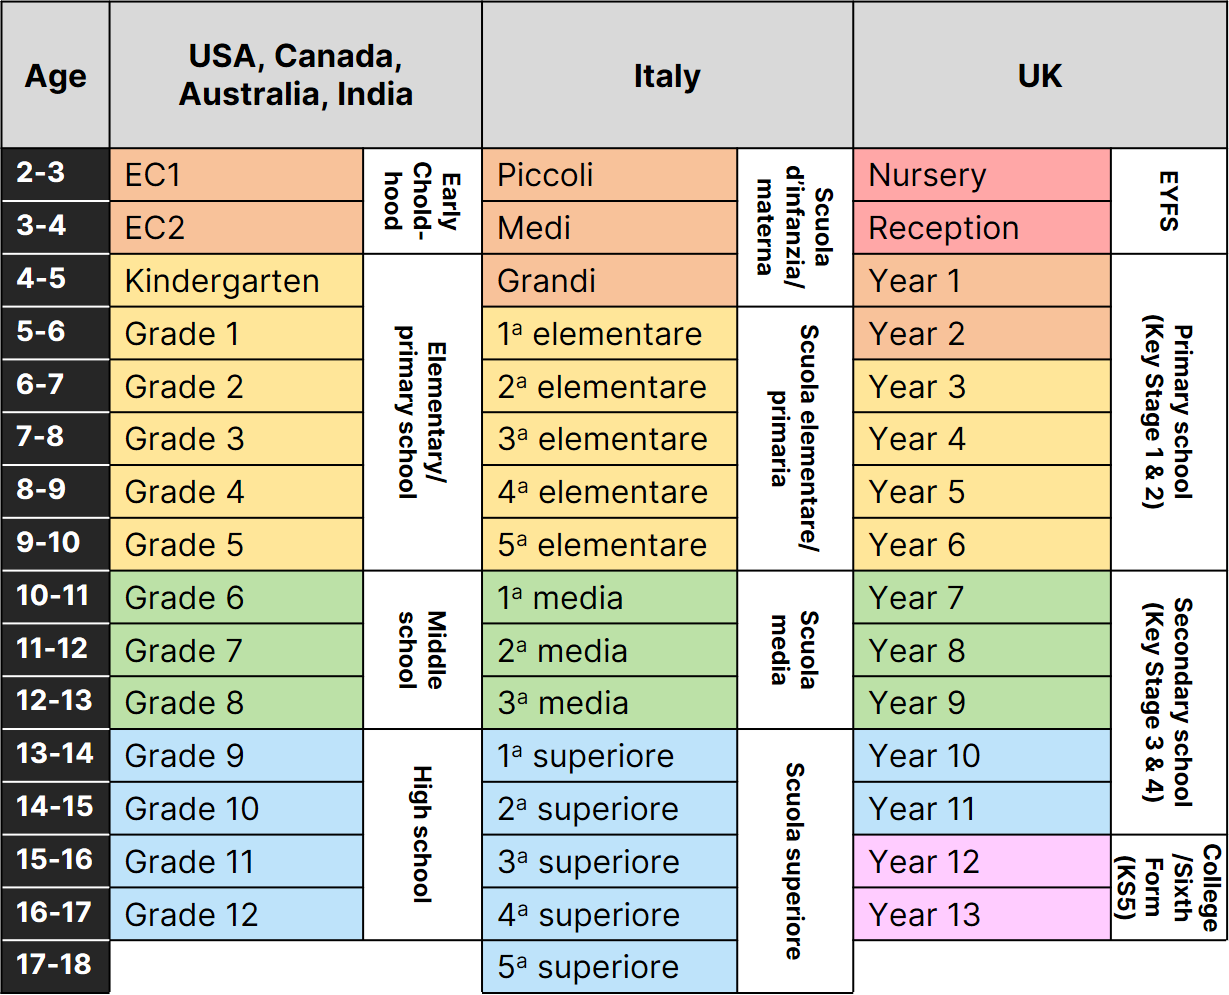 Age
USA, Canada,
Australia, India
Italy
UK
2-3
EC1
Early
Chold-
hood
Piccoli
Scuola
d'infanzia/
materna
Nursery
EYFS
3-4
EC2
Medi
Reception
4-5
Kindergarten
Elementary/
primary school
Grandi
Year 1
Primary school
(Key Stage 1 & 2)
5-6
Grade 1
1ª elementare
Scuola elementare/
primaria
Year 2
6-7
Grade 2
2ª elementare
Year 3
7-8
Grade 3
3ª elementare
Year 4
8-9
Grade 4
4ª elementare
Year 5
9-10
Grade 5
5ª elementare
Year 6
10-11
Grade 6
Middle
school
1ª media
Scuola
media
Year 7
Secondary school
(Key Stage 3 & 4)
11-12
Grade 7
2ª media
Year 8
12-13
Grade 8
3ª media
Year 9
13-14
Grade 9
High school
1ª superiore
Scuola superiore
Year 10
14-15
Grade 10
2ª superiore
Year 11
15-16
Grade 11
3ª superiore
Year 12
College
/Sixth
Form
(KS5)
16-17
Grade 12
4ª superiore
Year 13
17-18
5ª superiore